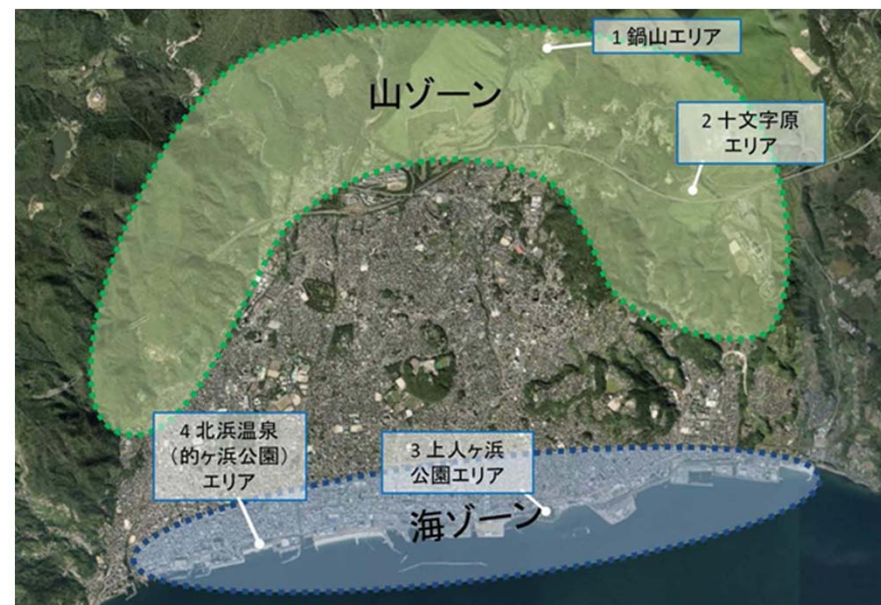 1 鍋山エリア
山ゾーン
2 十文字原
エリア
4 北浜温泉
（的ヶ浜公園）
エリア
3 上人ヶ浜
公園エリア
海ゾーン